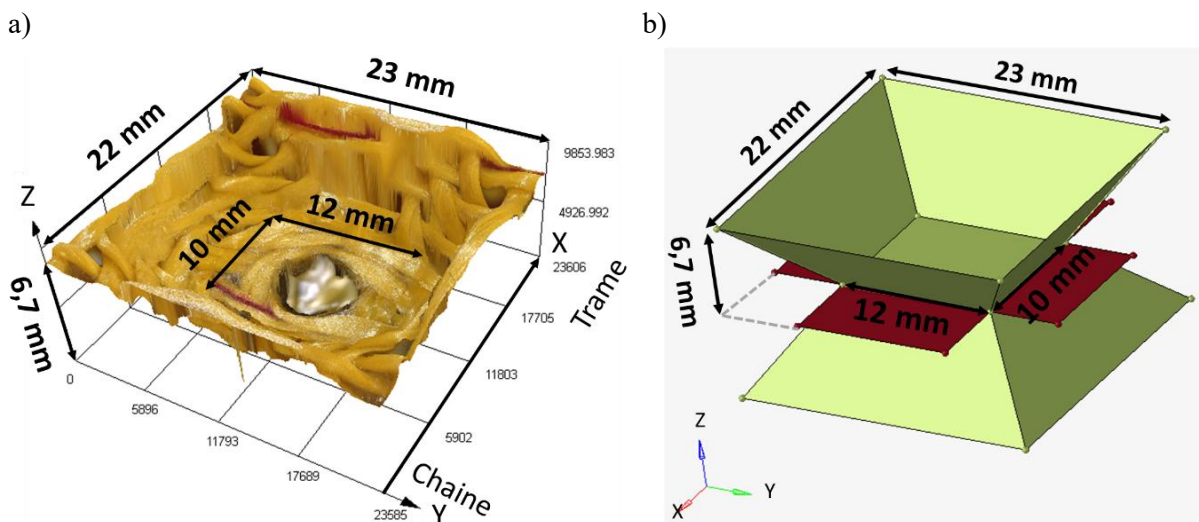 a)
b)
23 mm
22 mm
9853.983
Z
4926.992
12 mm
X
10 mm
23606
6,7 mm
17705
Trame
0
11803
5896
11793
5902
17689
Chaine
23585
Y
23 mm
22 mm
6,7 mm
12 mm
10 mm
Z
Y
X